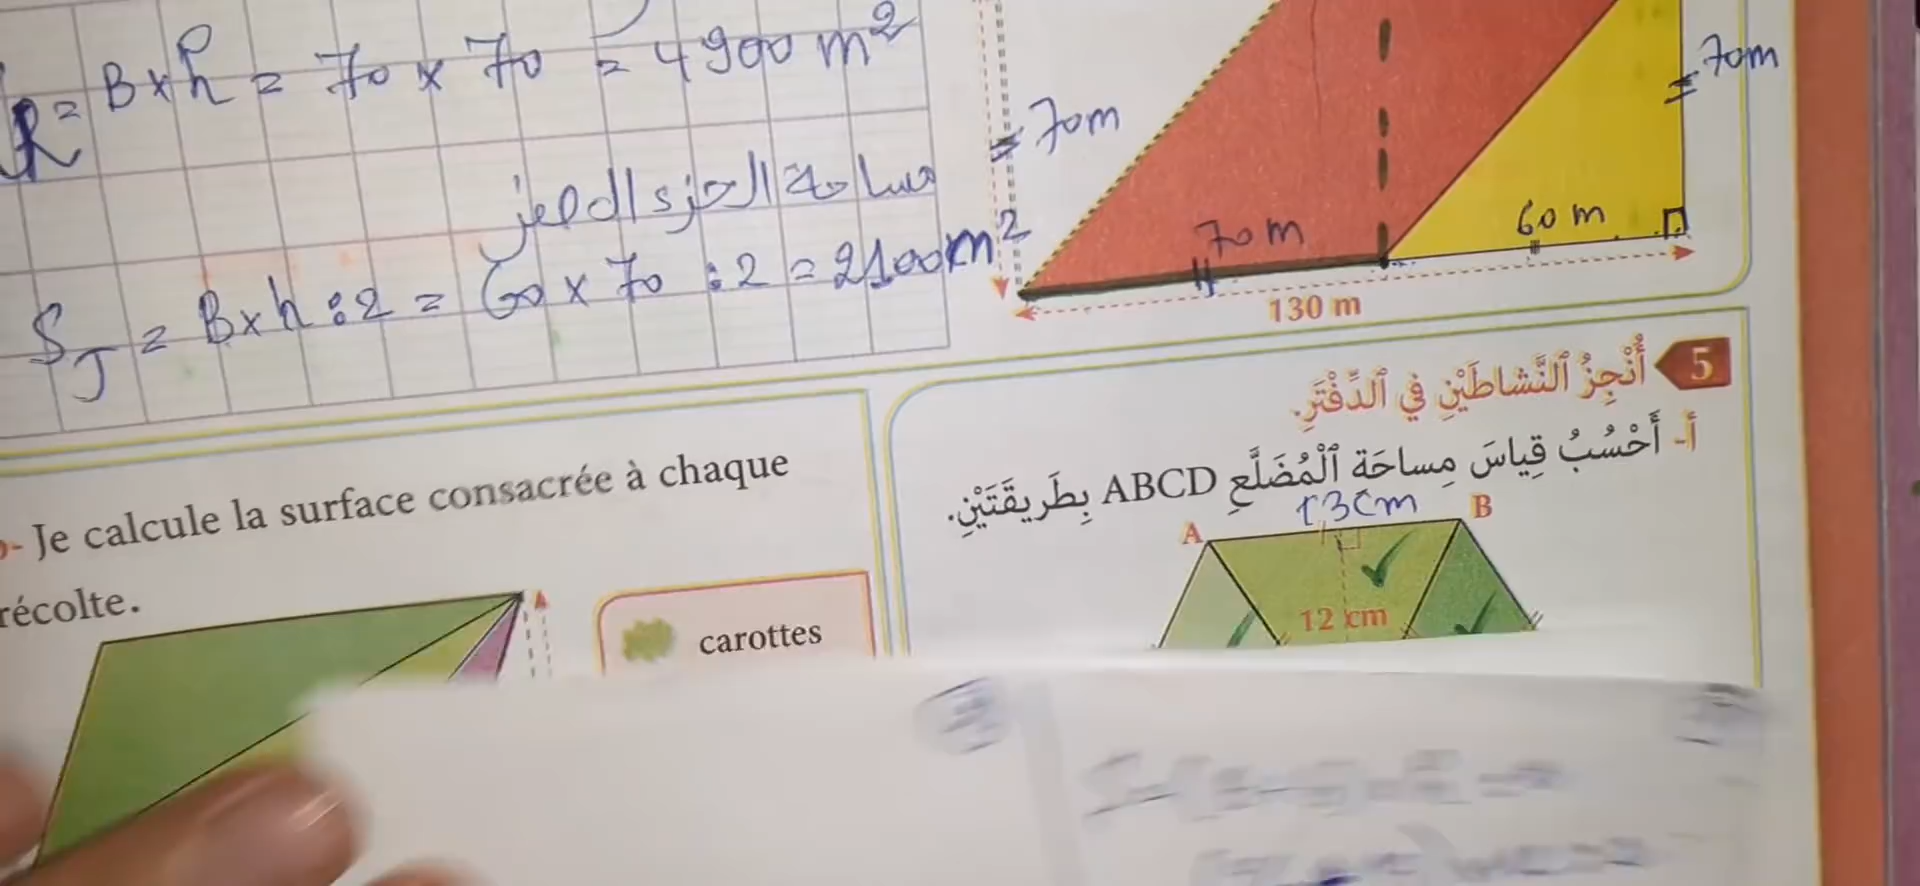 B x h = 70 x 70 = 4900 m²
مساحة الجزء الأصفر
S_J = B x h : 2 = 60 x 70 : 2 = 2100 m²
70m
70m
70m
60 m
130 m
5 أُنْجِزُ ٱلنَّشاطَيْنِ في ٱلدِّفْتَرِ.
أ- أَحْسُبُ قِياسَ مِساحَة ٱلْمُضَلَّعِ ABCD بِطَريقَتَيْنِ.
13cm
A
B
12 cm
- Je calcule la surface consacrée à chaque
récolte.
carottes